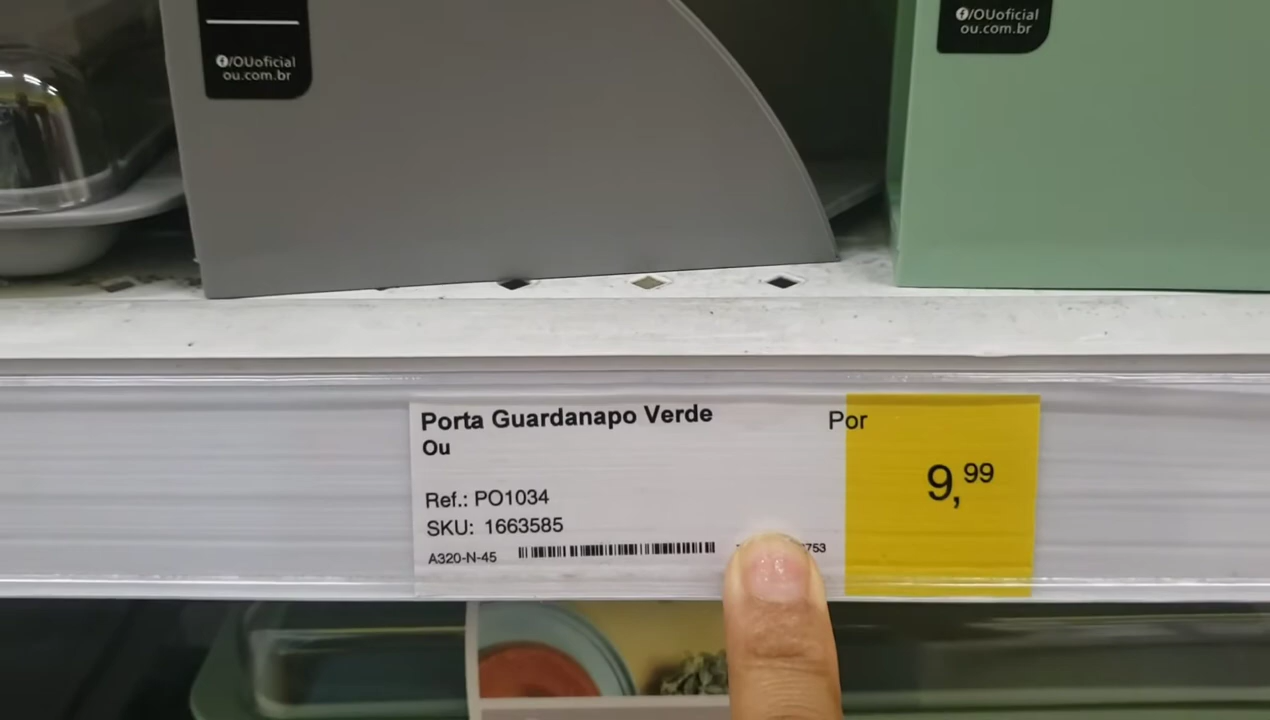 /OUoficial
ou.com.br
/OUoficial
ou.com.br
Porta Guardanapo Verde
Ou
Ref.: PO1034
SKU: 1663585
A320-N-45
Por
9,99